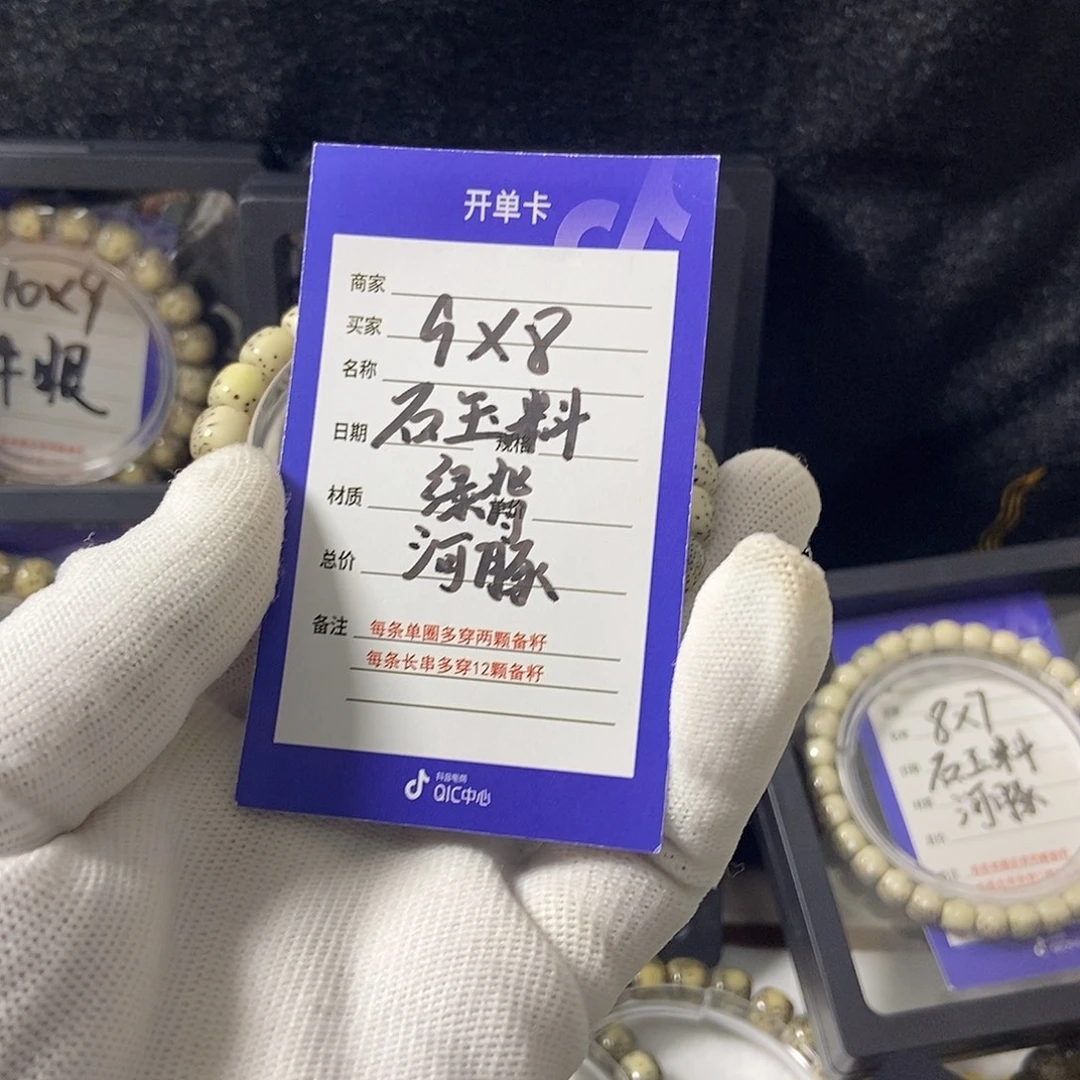 开单卡
商家
买家 9X8
名称
石玉料
日期 规格
绿背
材质
河豚
总价
备注 每条单圈多穿两颗备籽
每条长串多穿12颗备籽
抖音电商
QIC中心
10X9
8X7
石玉料
河豚